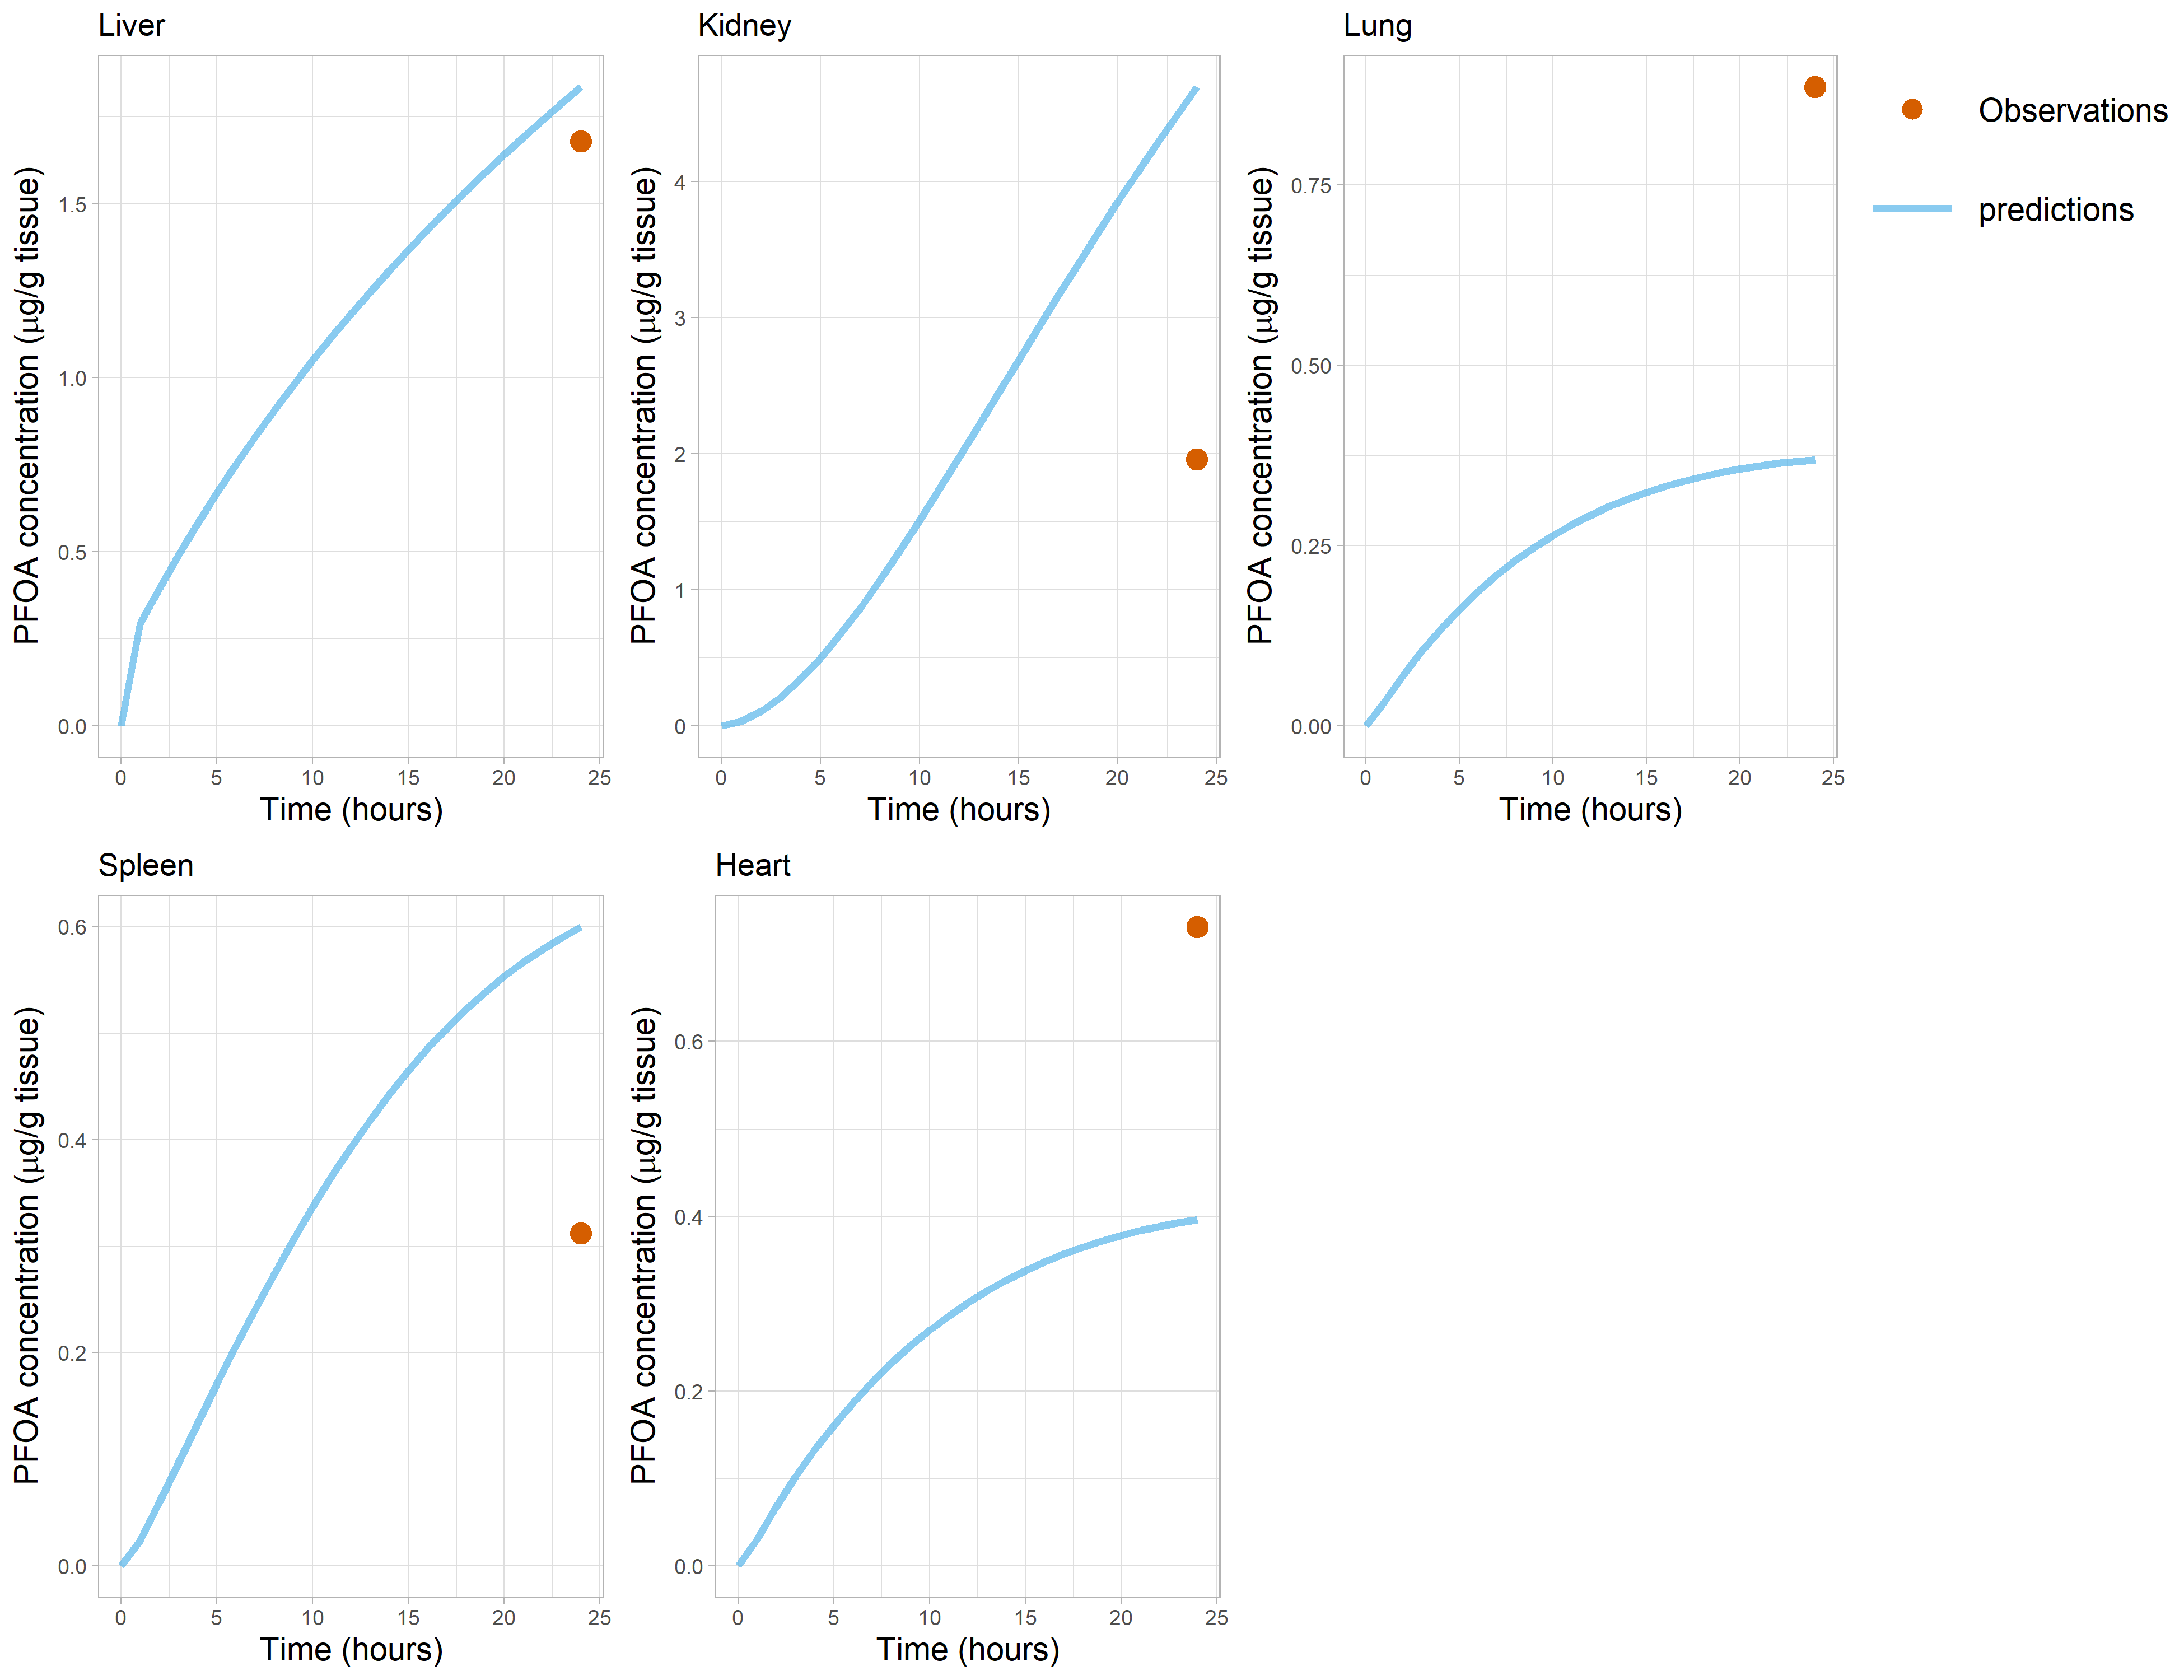 Liver
PFOA concentration (μg/g tissue)
1.5
1.0
0.5
0.0
0 5 10 15 20 25
Time (hours)
Kidney
PFOA concentration (μg/g tissue)
4
3
2
1
0
0 5 10 15 20 25
Time (hours)
Lung
PFOA concentration (μg/g tissue)
0.75
0.50
0.25
0.00
0 5 10 15 20 25
Time (hours)
Observations
predictions
Spleen
PFOA concentration (μg/g tissue)
0.6
0.4
0.2
0.0
0 5 10 15 20 25
Time (hours)
Heart
PFOA concentration (μg/g tissue)
0.6
0.4
0.2
0.0
0 5 10 15 20 25
Time (hours)